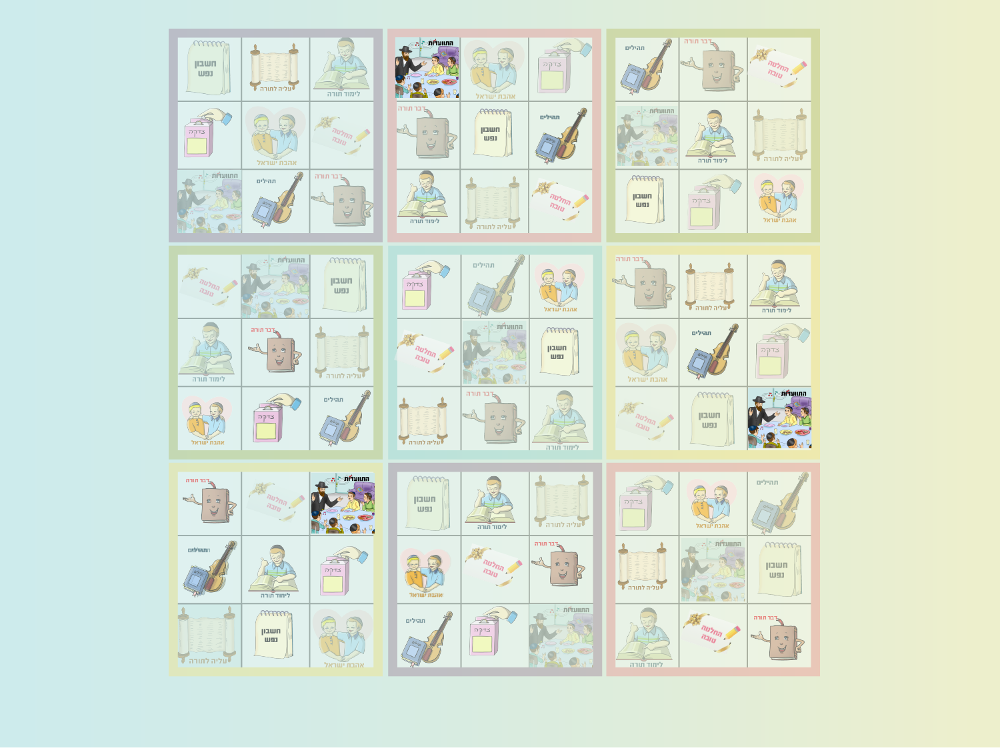 חשבון
נפש
עליה לתורה
לימוד תורה
צדקה
אהבת ישראל
החלטה
טובה
התוועדות
תהילים
דבר תורה
התוועדות
אהבת ישראל
צדקה
דבר תורה
חשבון
נפש
תהילים
לימוד תורה
עליה לתורה
החלטה
טובה
תהילים
דבר תורה
החלטה
טובה
התוועדות
לימוד תורה
עליה לתורה
חשבון
נפש
צדקה
אהבת ישראל
החלטה
טובה
התוועדות
חשבון
נפש
לימוד תורה
דבר תורה
עליה לתורה
אהבת ישראל
צדקה
תהילים
צדקה
תהילים
אהבת ישראל
החלטה
טובה
התוועדות
חשבון
נפש
עליה לתורה
דבר תורה
לימוד תורה
דבר תורה
עליה לתורה
לימוד תורה
אהבת ישראל
תהילים
צדקה
החלטה
טובה
חשבון
נפש
התוועדות
דבר תורה
החלטה
טובה
התוועדות
תהילים
לימוד תורה
צדקה
עליה לתורה
חשבון
נפש
אהבת ישראל
חשבון
נפש
לימוד תורה
עליה לתורה
אהבת ישראל
החלטה
טובה
דבר תורה
תהילים
צדקה
התוועדות
צדקה
אהבת ישראל
תהילים
עליה לתורה
התוועדות
חשבון
נפש
לימוד תורה
החלטה
טובה
דבר תורה